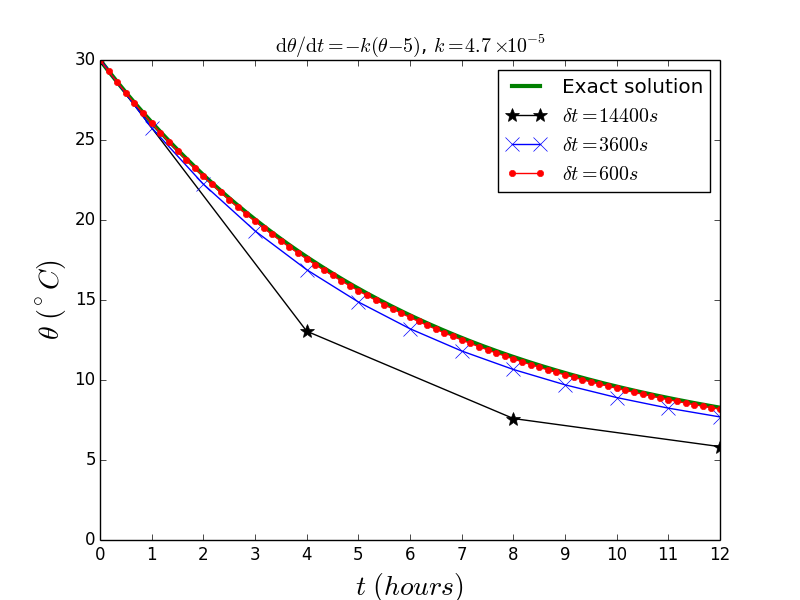 dθ/dt=−k(θ−5), k=4.7×10⁻⁵
30
25
20
15
10
5
0
θ (°C)
Exact solution
δt=14400s
δt=3600s
δt=600s
0 1 2 3 4 5 6 7 8 9 10 11 12
t (hours)